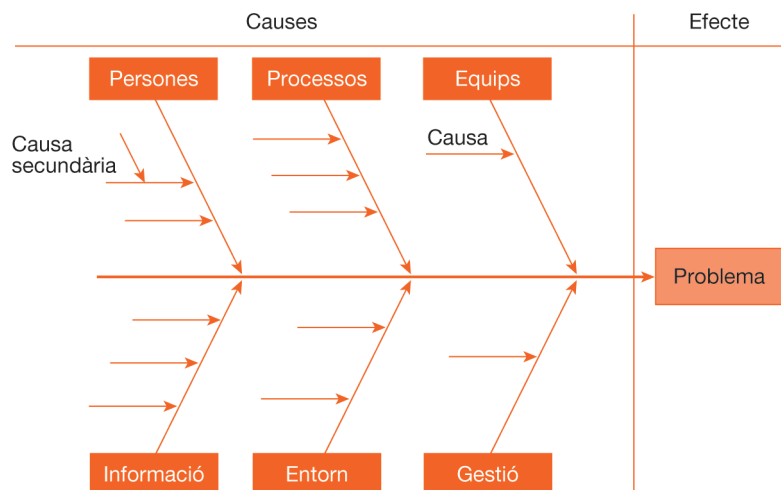 Causes
Efecte
Persones
Processos
Equips
Causa
Causa
secundària
Problema
Informació
Entorn
Gestió